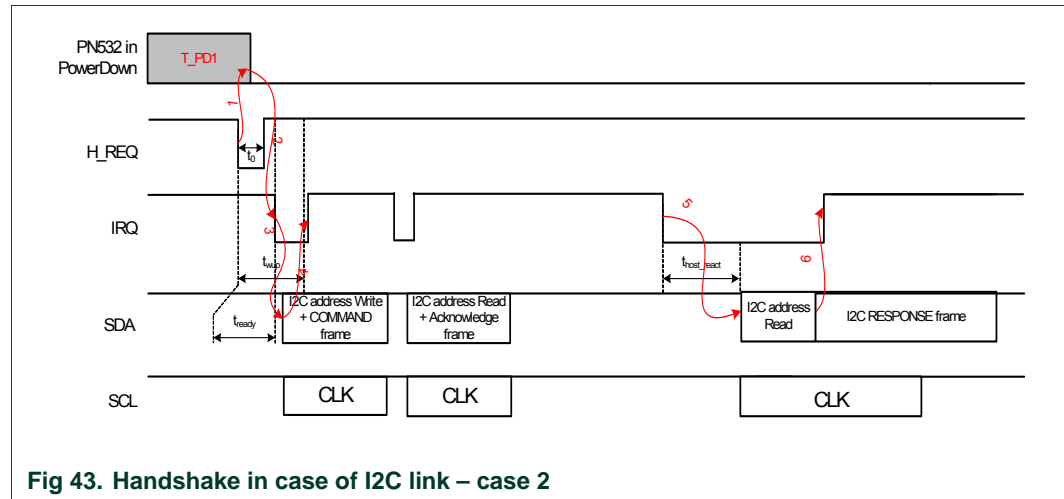 PN532 in
PowerDown
T_PD1
1
2
H_REQ
t0
IRQ
3
4
5
6
twup
thost_react
tready
SDA
I2C address Write
+ COMMAND
frame
I2C address Read
+ Acknowledge
frame
I2C address
Read
I2C RESPONSE frame
SCL
CLK
CLK
CLK
Fig 43. Handshake in case of I2C link – case 2